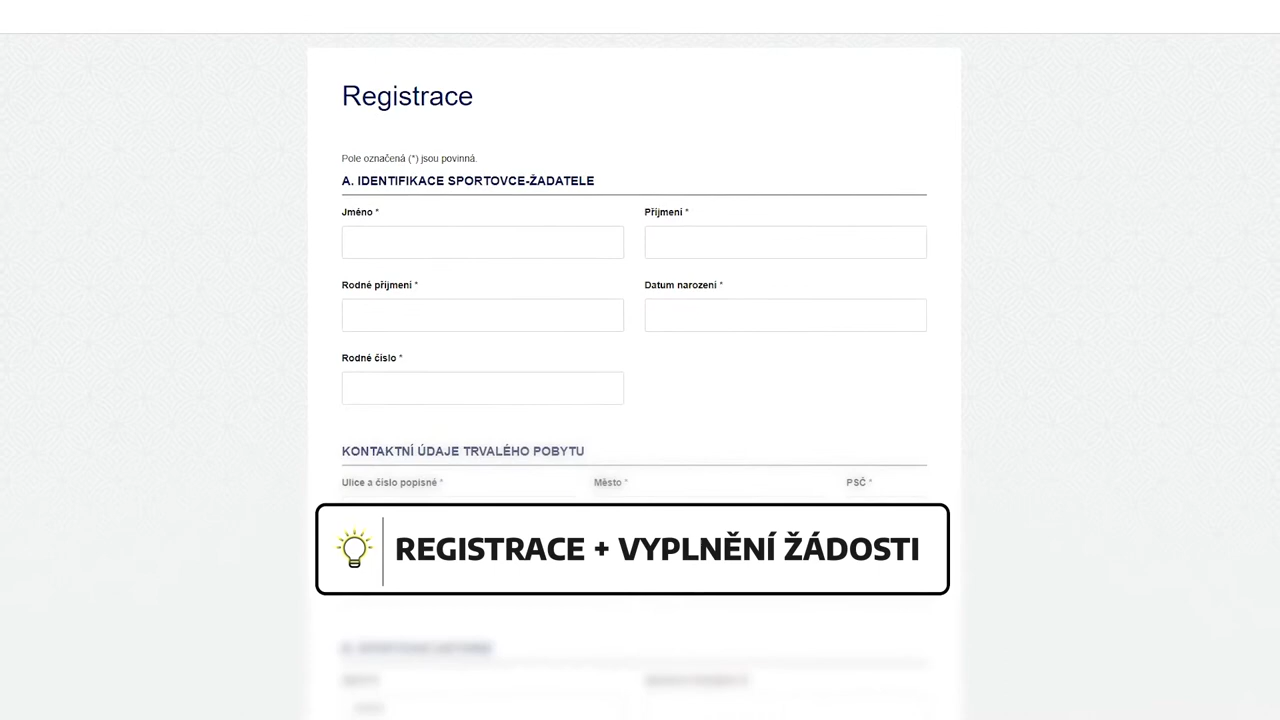 Registrace
Pole označená (*) jsou povinná.
A. IDENTIFIKACE SPORTOVCE-ŽADATELE
Jméno * Příjmení *
Rodné příjmení * Datum narození *
Rodné číslo *
KONTAKTNÍ ÚDAJE TRVALÉHO POBYTU
Ulice a číslo popisné * Město * PSČ *
REGISTRACE + VYPLNĚNÍ ŽÁDOSTI